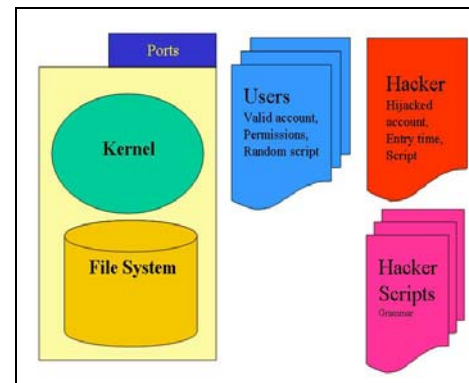 Ports
Kernel
File System
Users
Valid account,
Permissions,
Random script
Hacker
Hijacked
account,
Entry time,
Script
Hacker
Scripts
Grammar